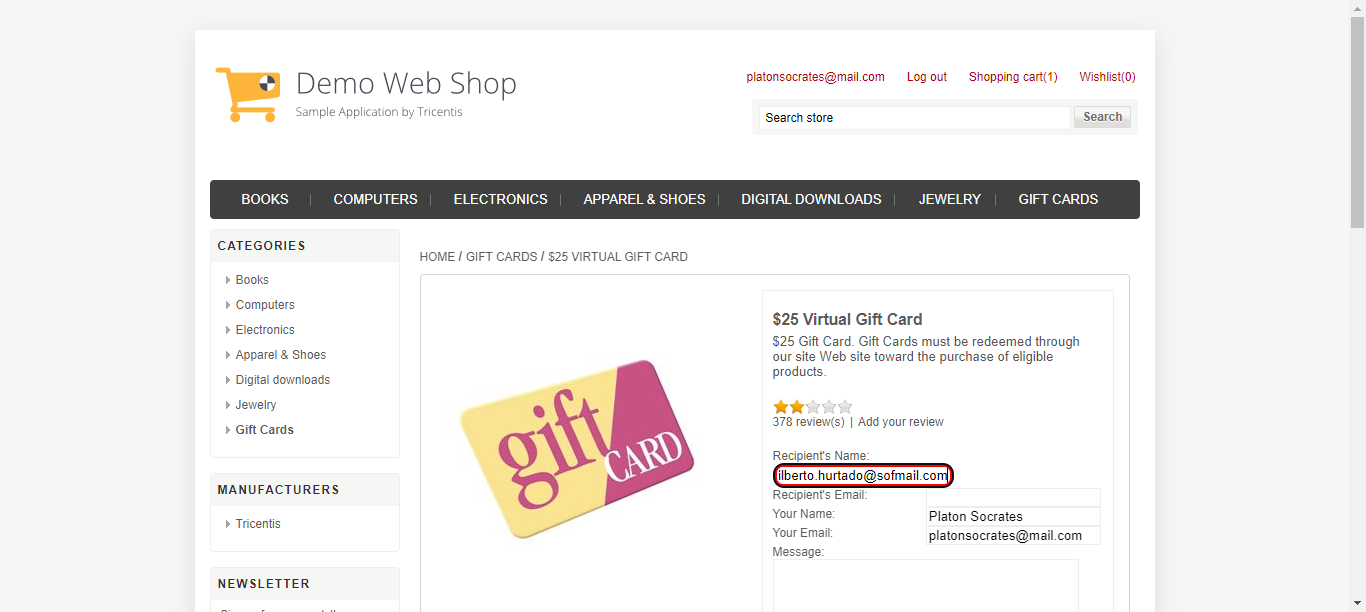 Demo Web Shop
Sample Application by Tricentis
platonsocrates@mail.com Log out Shopping cart(1) Wishlist(0)
Search store Search
BOOKS | COMPUTERS | ELECTRONICS | APPAREL & SHOES | DIGITAL DOWNLOADS | JEWELRY | GIFT CARDS
CATEGORIES
Books
Computers
Electronics
Apparel & Shoes
Digital downloads
Jewelry
Gift Cards
MANUFACTURERS
Tricentis
NEWSLETTER
HOME / GIFT CARDS / $25 VIRTUAL GIFT CARD
gift
CARD
$25 Virtual Gift Card
$25 Gift Card. Gift Cards must be redeemed through
our site Web site toward the purchase of eligible
products.
378 review(s) | Add your review
Recipient's Name:
ilberto.hurtado@sofmail.com
Recipient's Email:
Your Name: Platon Socrates
Your Email: platonsocrates@mail.com
Message: